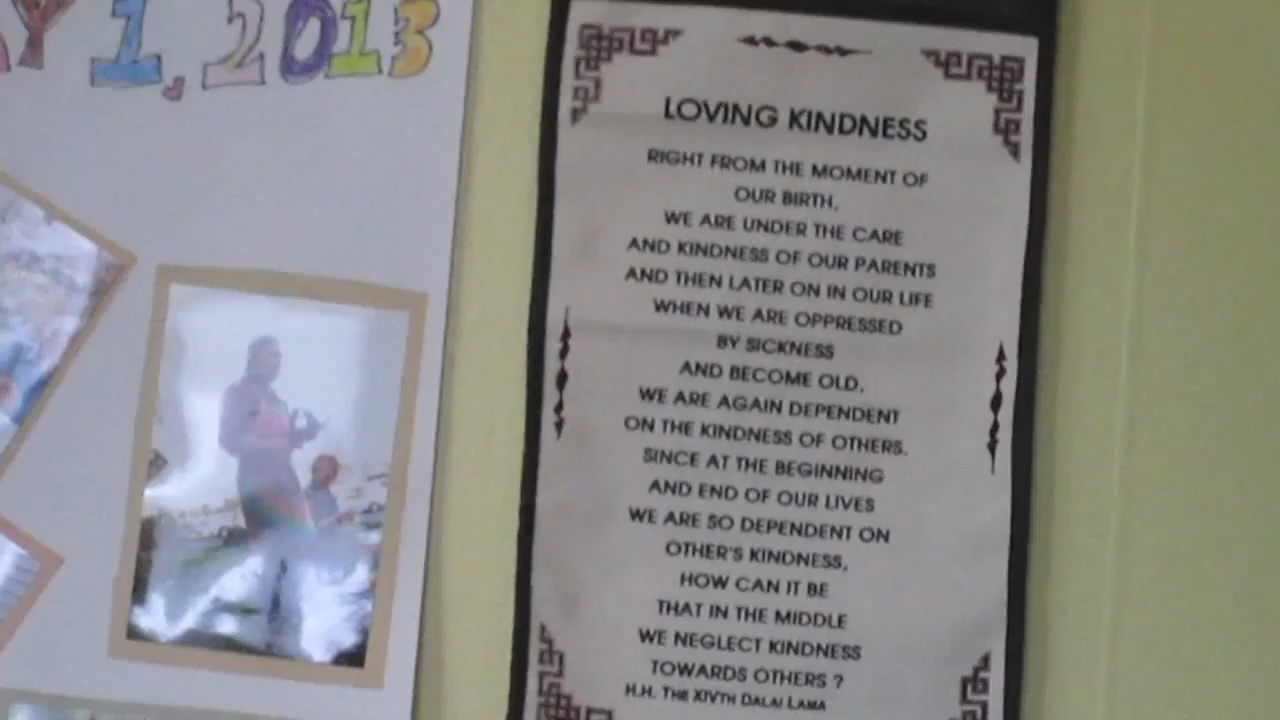 1, 2013
LOVING KINDNESS
RIGHT FROM THE MOMENT OF
OUR BIRTH,
WE ARE UNDER THE CARE
AND KINDNESS OF OUR PARENTS
AND THEN LATER ON IN OUR LIFE
WHEN WE ARE OPPRESSED
BY SICKNESS
AND BECOME OLD,
WE ARE AGAIN DEPENDENT
ON THE KINDNESS OF OTHERS.
SINCE AT THE BEGINNING
AND END OF OUR LIVES
WE ARE SO DEPENDENT ON
OTHER'S KINDNESS,
HOW CAN IT BE
THAT IN THE MIDDLE
WE NEGLECT KINDNESS
TOWARDS OTHERS ?
H.H. THE XIVTH DALAI LAMA